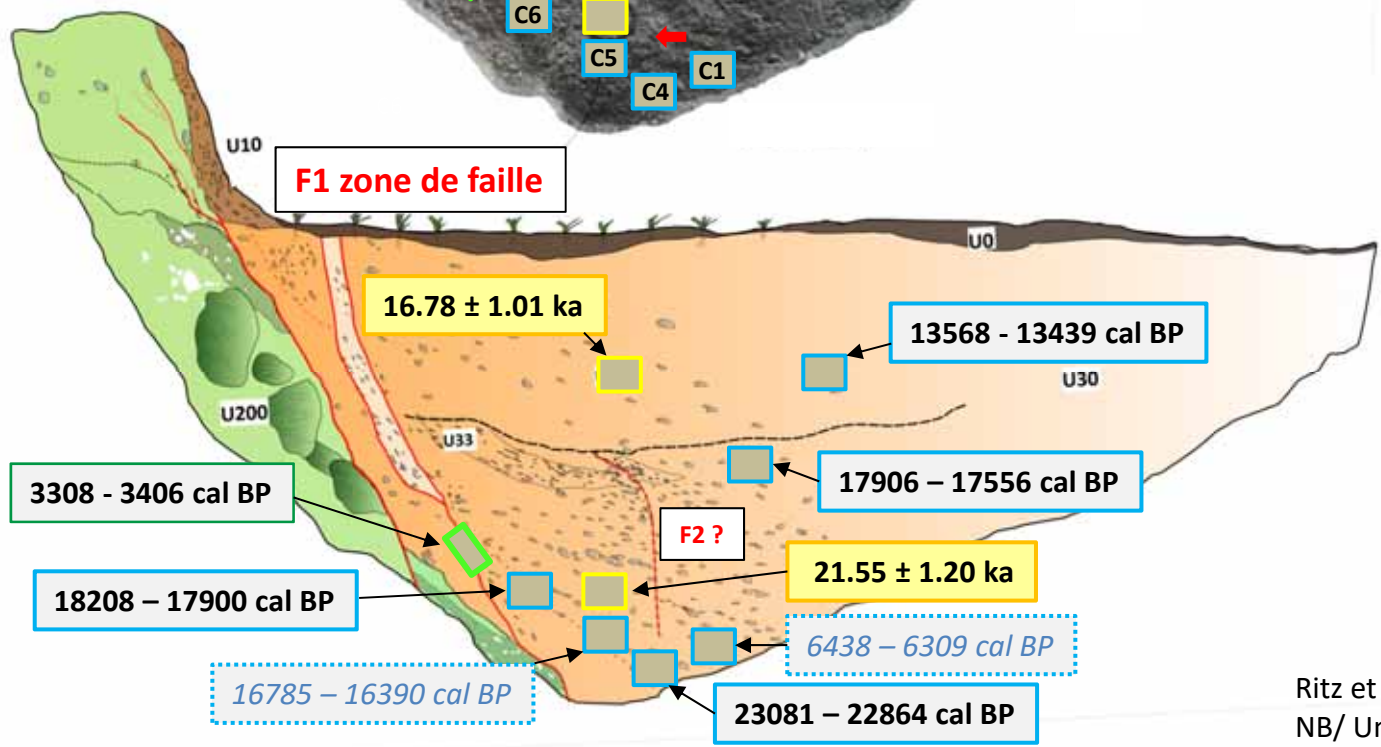 C6
C5
C1
C4
U10
F1 zone de faille
U0
16.78 ± 1.01 ka
13568 - 13439 cal BP
U30
U200
U33
3308 - 3406 cal BP
17906 – 17556 cal BP
F2 ?
21.55 ± 1.20 ka
18208 – 17900 cal BP
6438 – 6309 cal BP
16785 – 16390 cal BP
23081 – 22864 cal BP
Ritz et
NB/